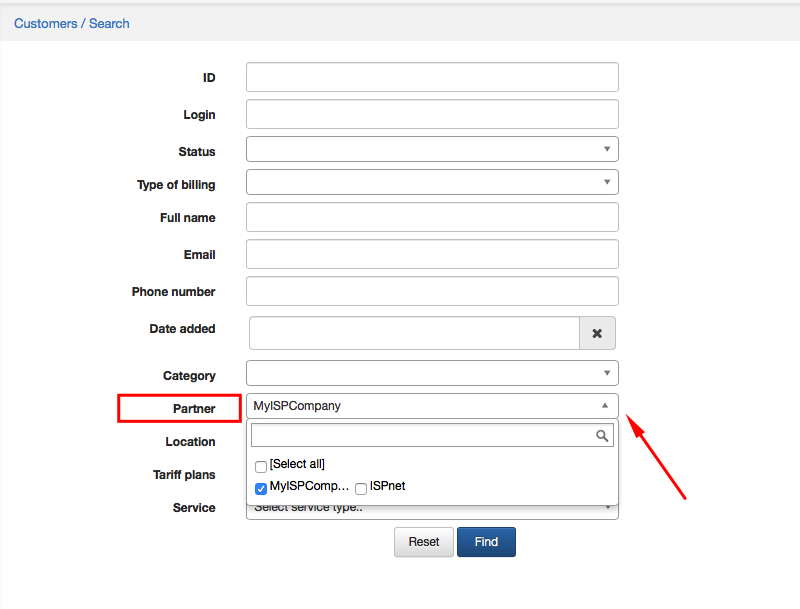 Customers / Search
ID
Login
Status
Type of billing
Full name
Email
Phone number
Date added
Category
Partner MyISPCompany
Location
[Select all]
Tariff plans
MyISPComp... ISPnet
Service Select service type..
Reset Find